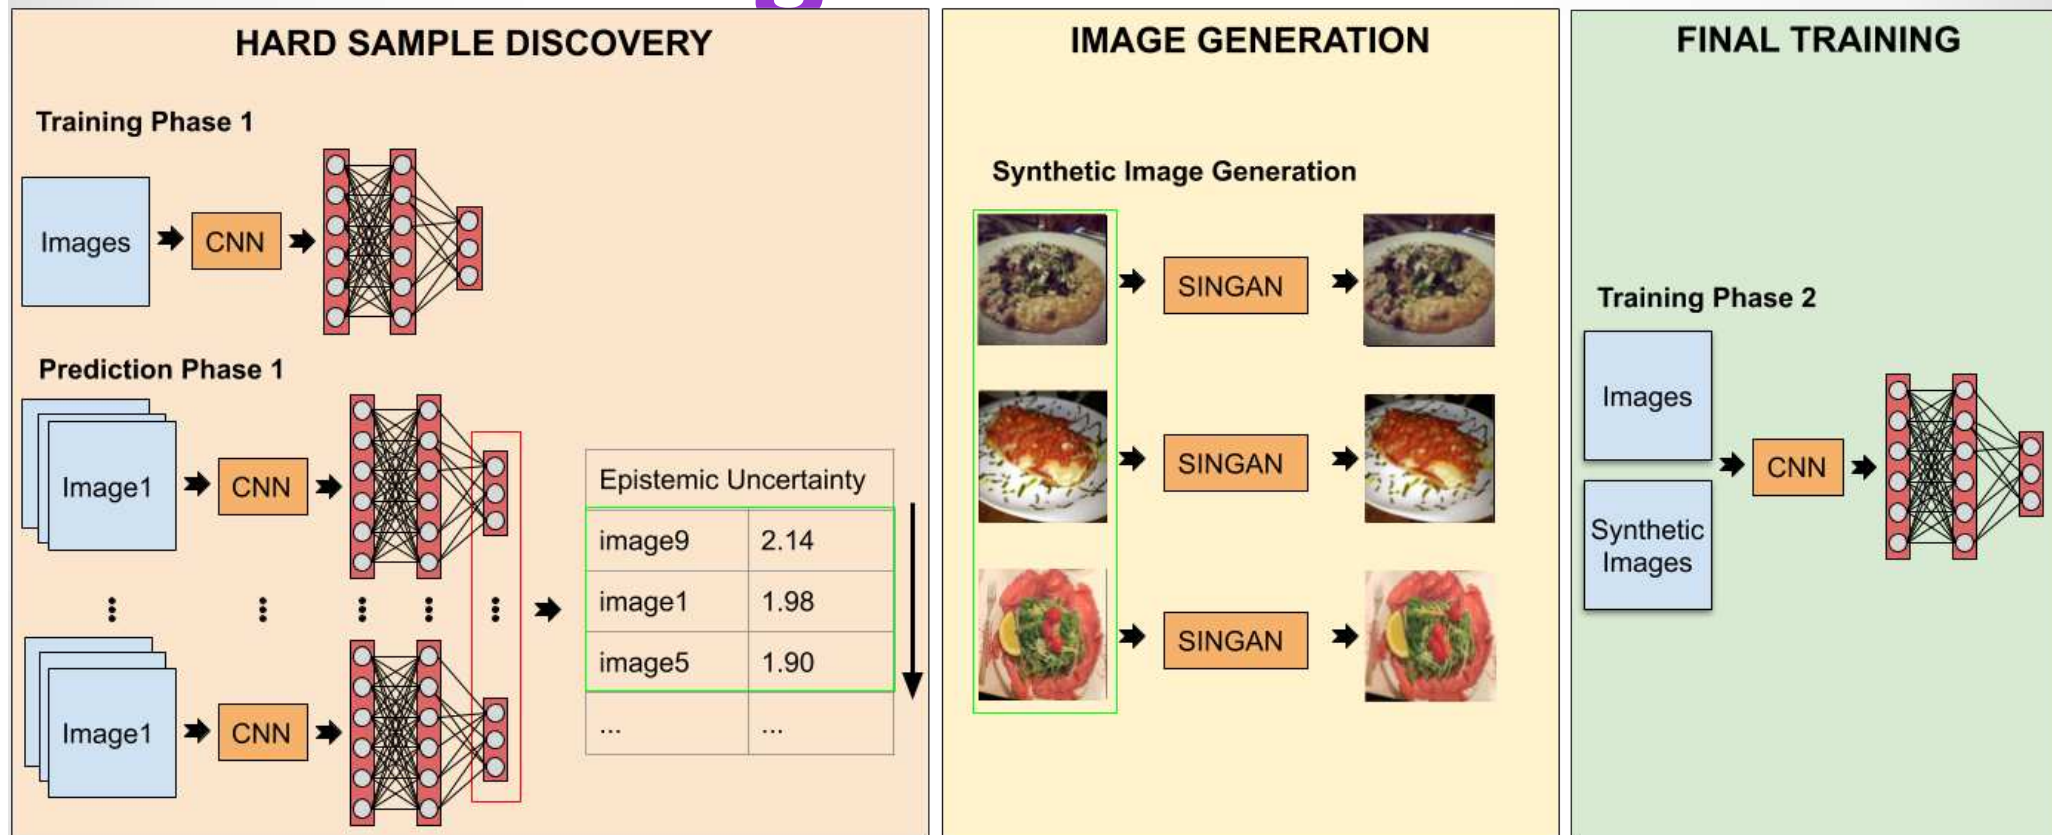 HARD SAMPLE DISCOVERY
Training Phase 1
Images
CNN
Prediction Phase 1
Image1
CNN
Image1
CNN
Epistemic Uncertainty
image9 2.14
image1 1.98
image5 1.90
... ...
IMAGE GENERATION
Synthetic Image Generation
SINGAN
SINGAN
SINGAN
FINAL TRAINING
Training Phase 2
Images
Synthetic
Images
CNN